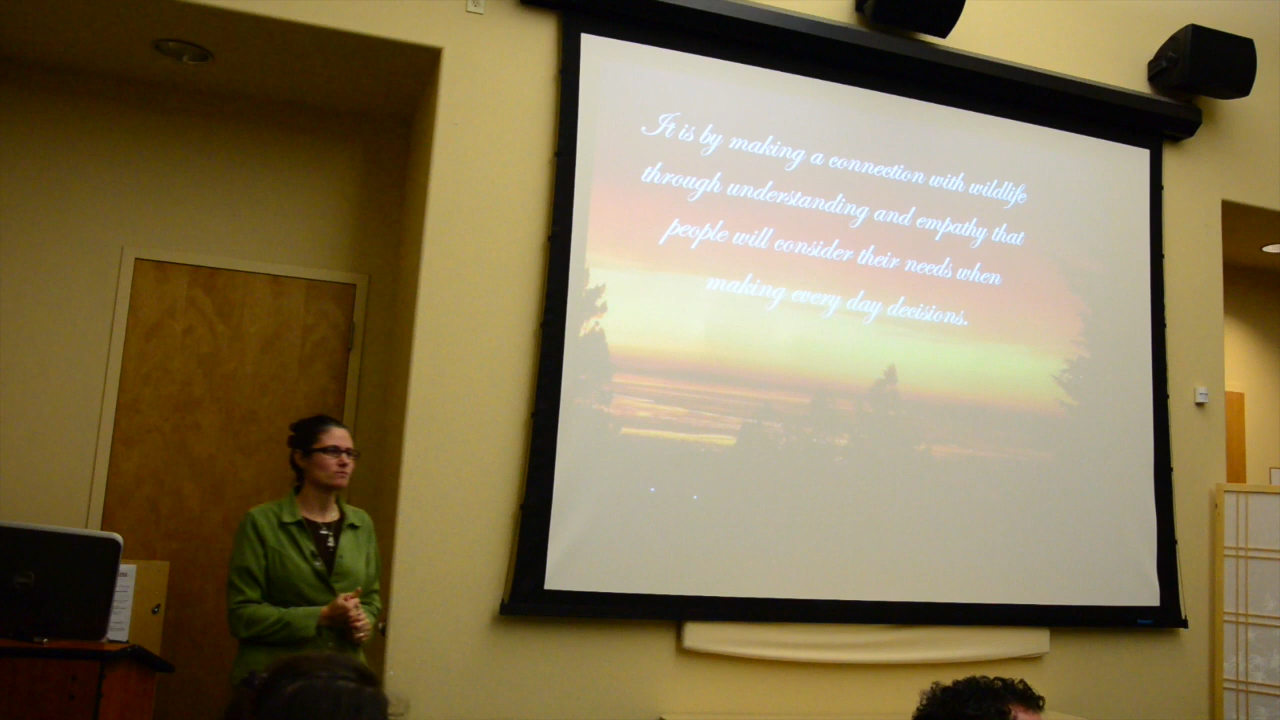 It is by making a connection with wildlife
through understanding and empathy that
people will consider their needs when
making every day decisions.